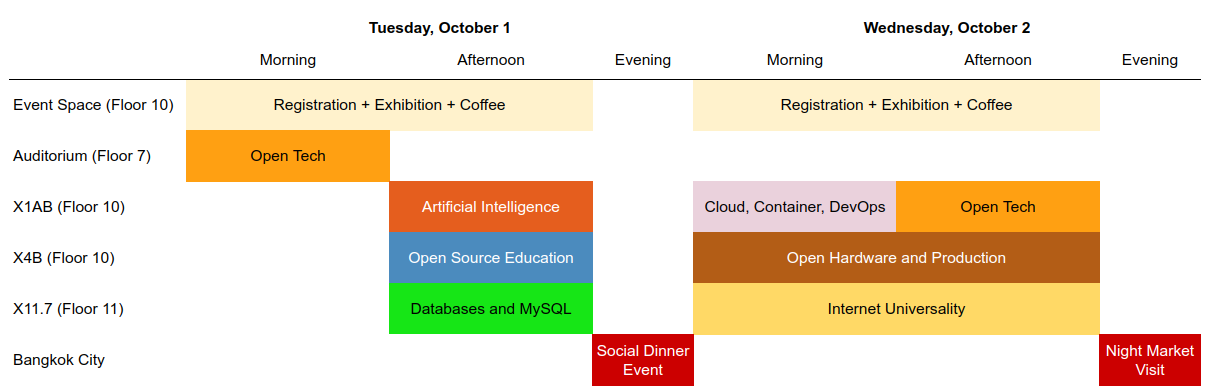 Tuesday, October 1 Wednesday, October 2
Morning Afternoon Evening Morning Afternoon Evening
Event Space (Floor 10) Registration + Exhibition + Coffee Registration + Exhibition + Coffee
Auditorium (Floor 7) Open Tech
X1AB (Floor 10) Artificial Intelligence Cloud, Container, DevOps Open Tech
X4B (Floor 10) Open Source Education Open Hardware and Production
X11.7 (Floor 11) Databases and MySQL Internet Universality
Bangkok City Social Dinner Event Night Market Visit